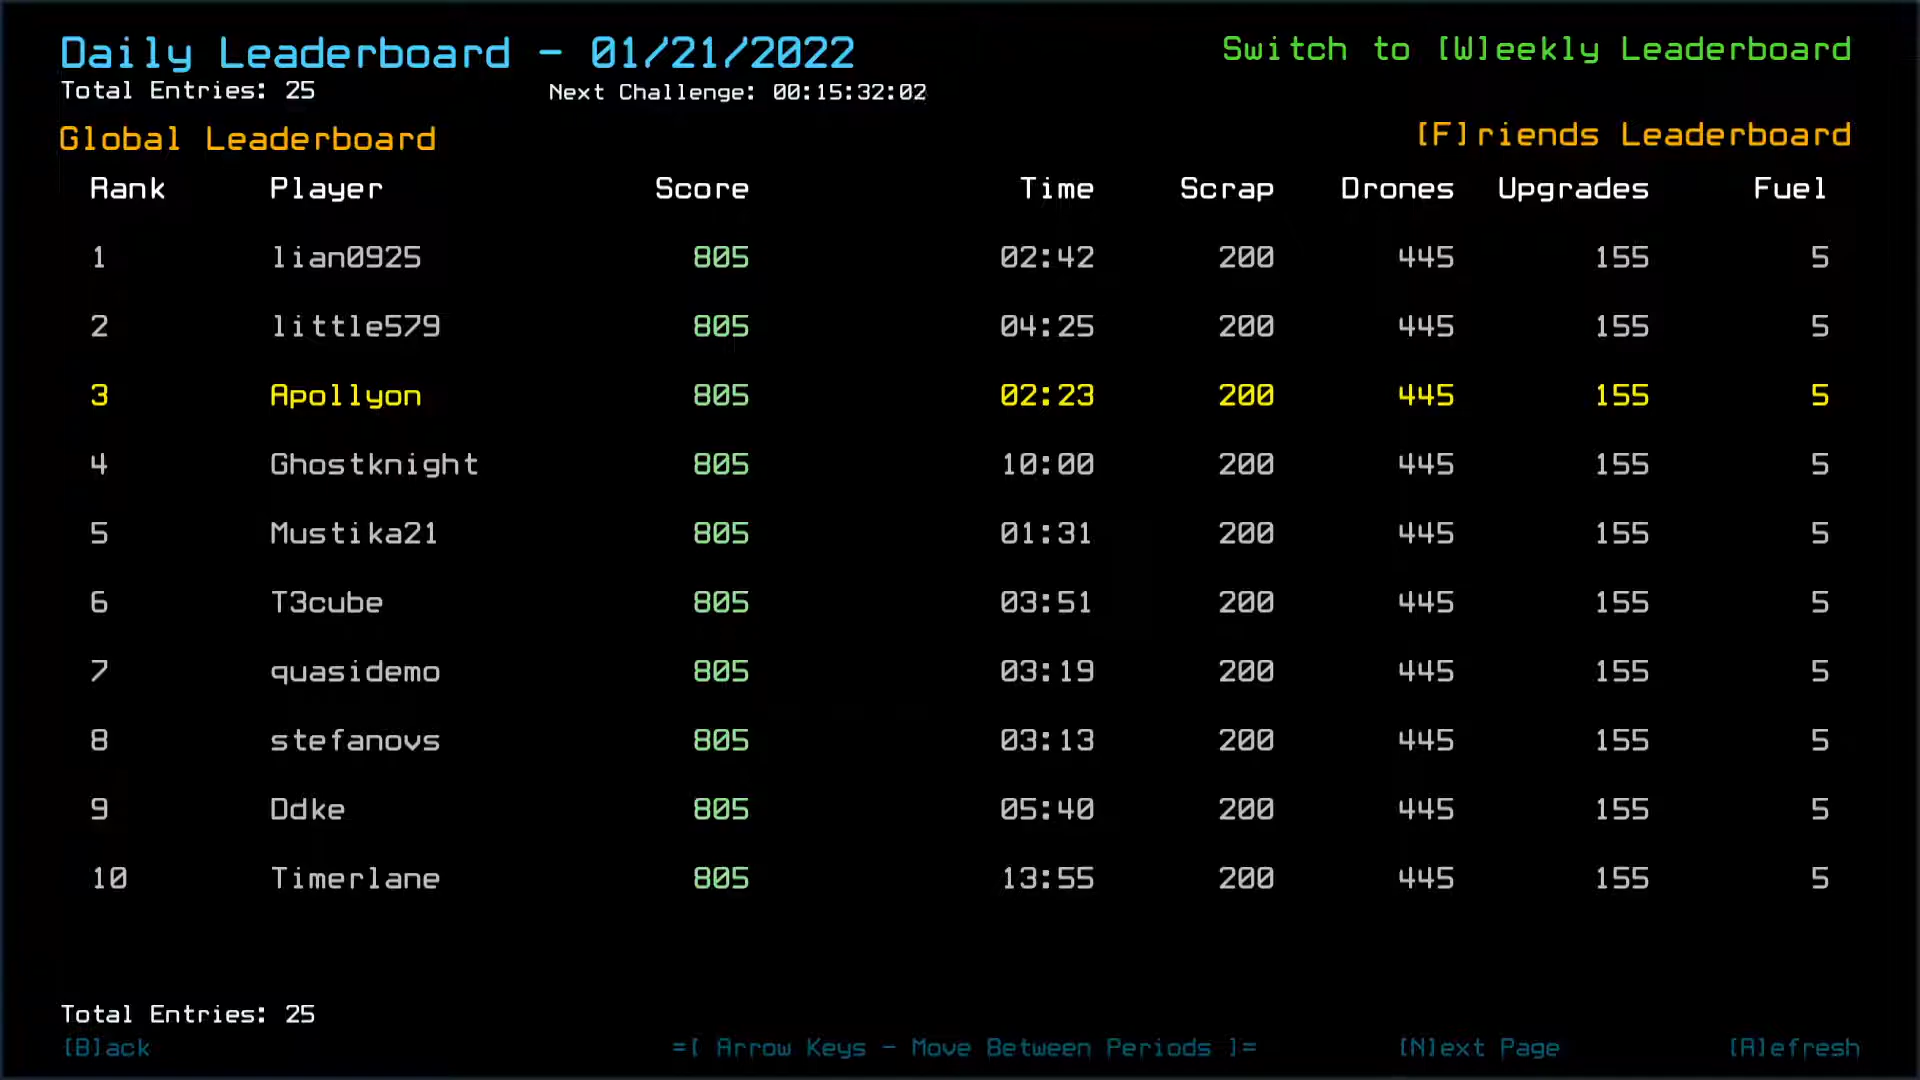 Daily Leaderboard - 01/21/2022
Switch to [W]eekly Leaderboard
Total Entries: 25
Next Challenge: 00:15:32:02
Global Leaderboard
[F]riends Leaderboard
Rank Player Score Time Scrap Drones Upgrades Fuel
1 lian0925 805 02:42 200 445 155 5
2 little579 805 04:25 200 445 155 5
3 Apollyon 805 02:23 200 445 155 5
4 Ghostknight 805 10:00 200 445 155 5
5 Mustika21 805 01:31 200 445 155 5
6 T3cube 805 03:51 200 445 155 5
7 quasidemo 805 03:19 200 445 155 5
8 stefanovs 805 03:13 200 445 155 5
9 Ddke 805 05:40 200 445 155 5
10 Timerlane 805 13:55 200 445 155 5
Total Entries: 25
[B]ack =[ Arrow Keys - Move Between Periods ]= [N]ext Page [R]efresh